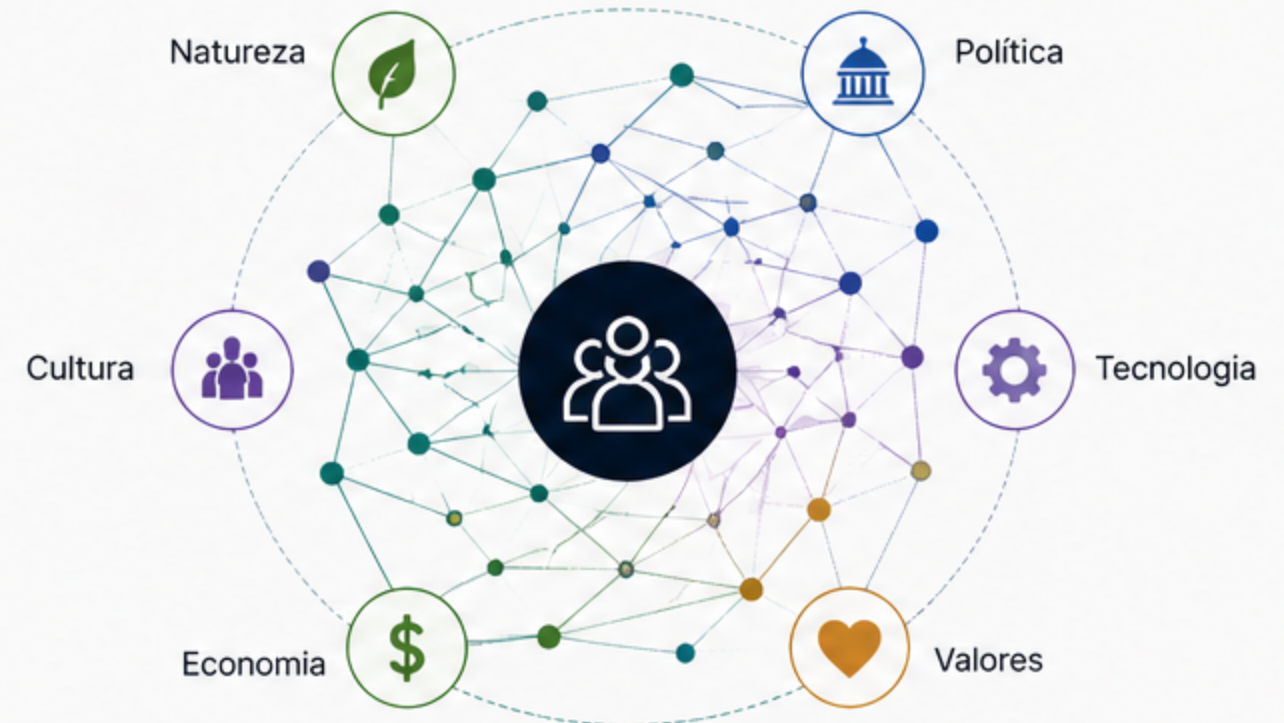 Natureza
Política
Cultura
Tecnologia
Economia
$
Valores